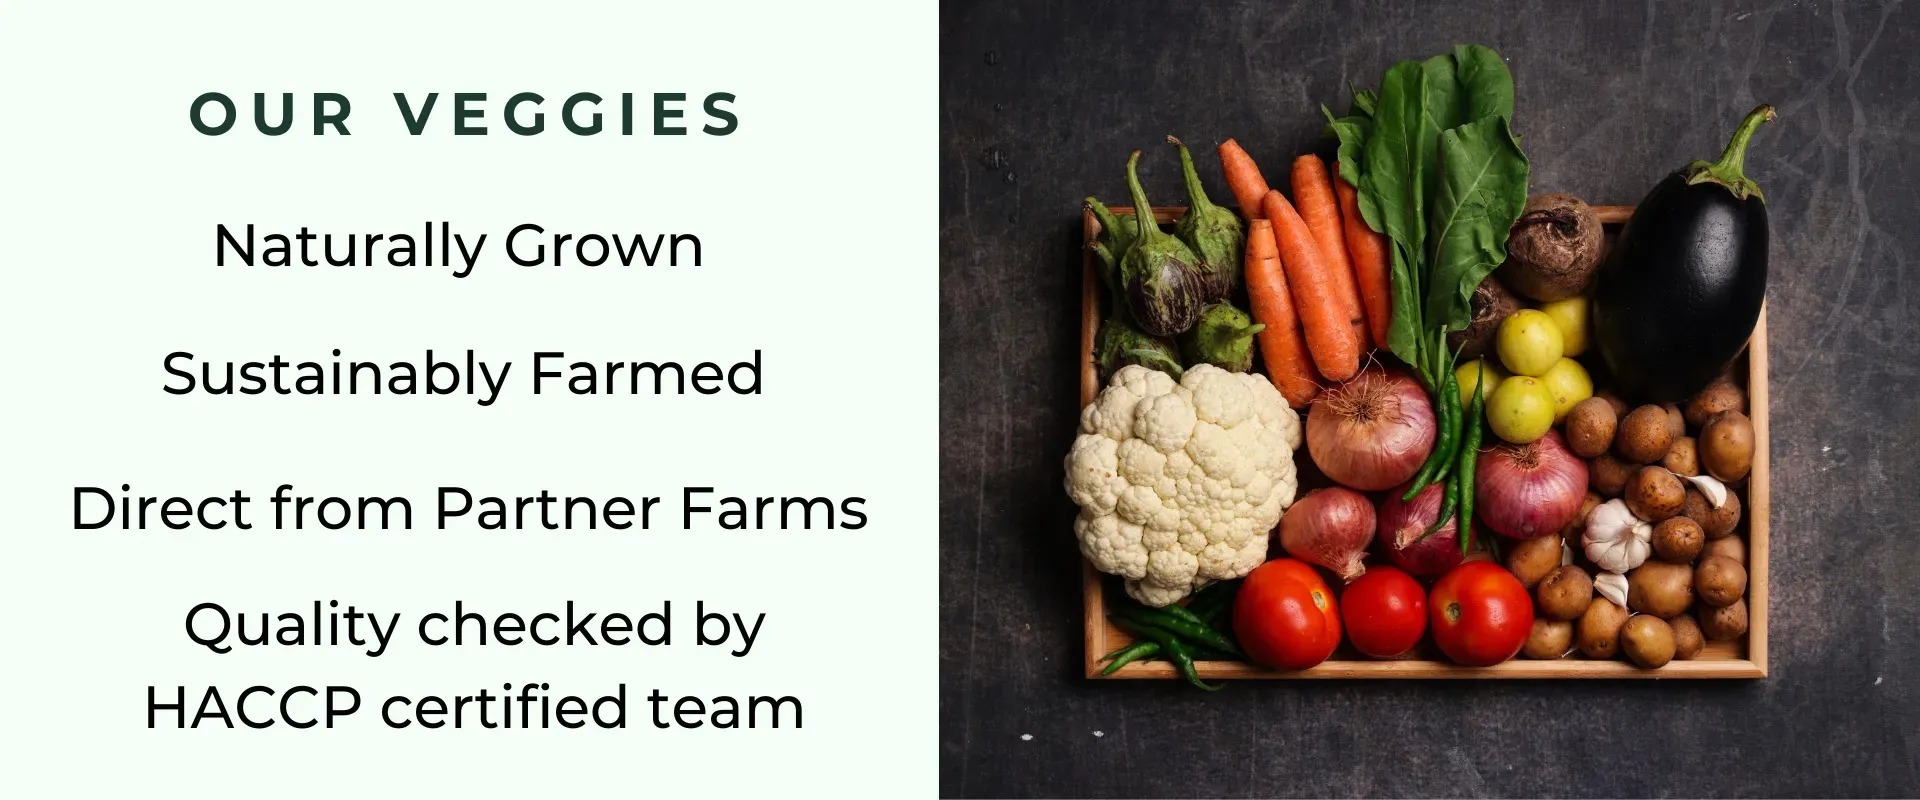 OUR VEGGIES
Naturally Grown
Sustainably Farmed
Direct from Partner Farms
Quality checked by
HACCP certified team